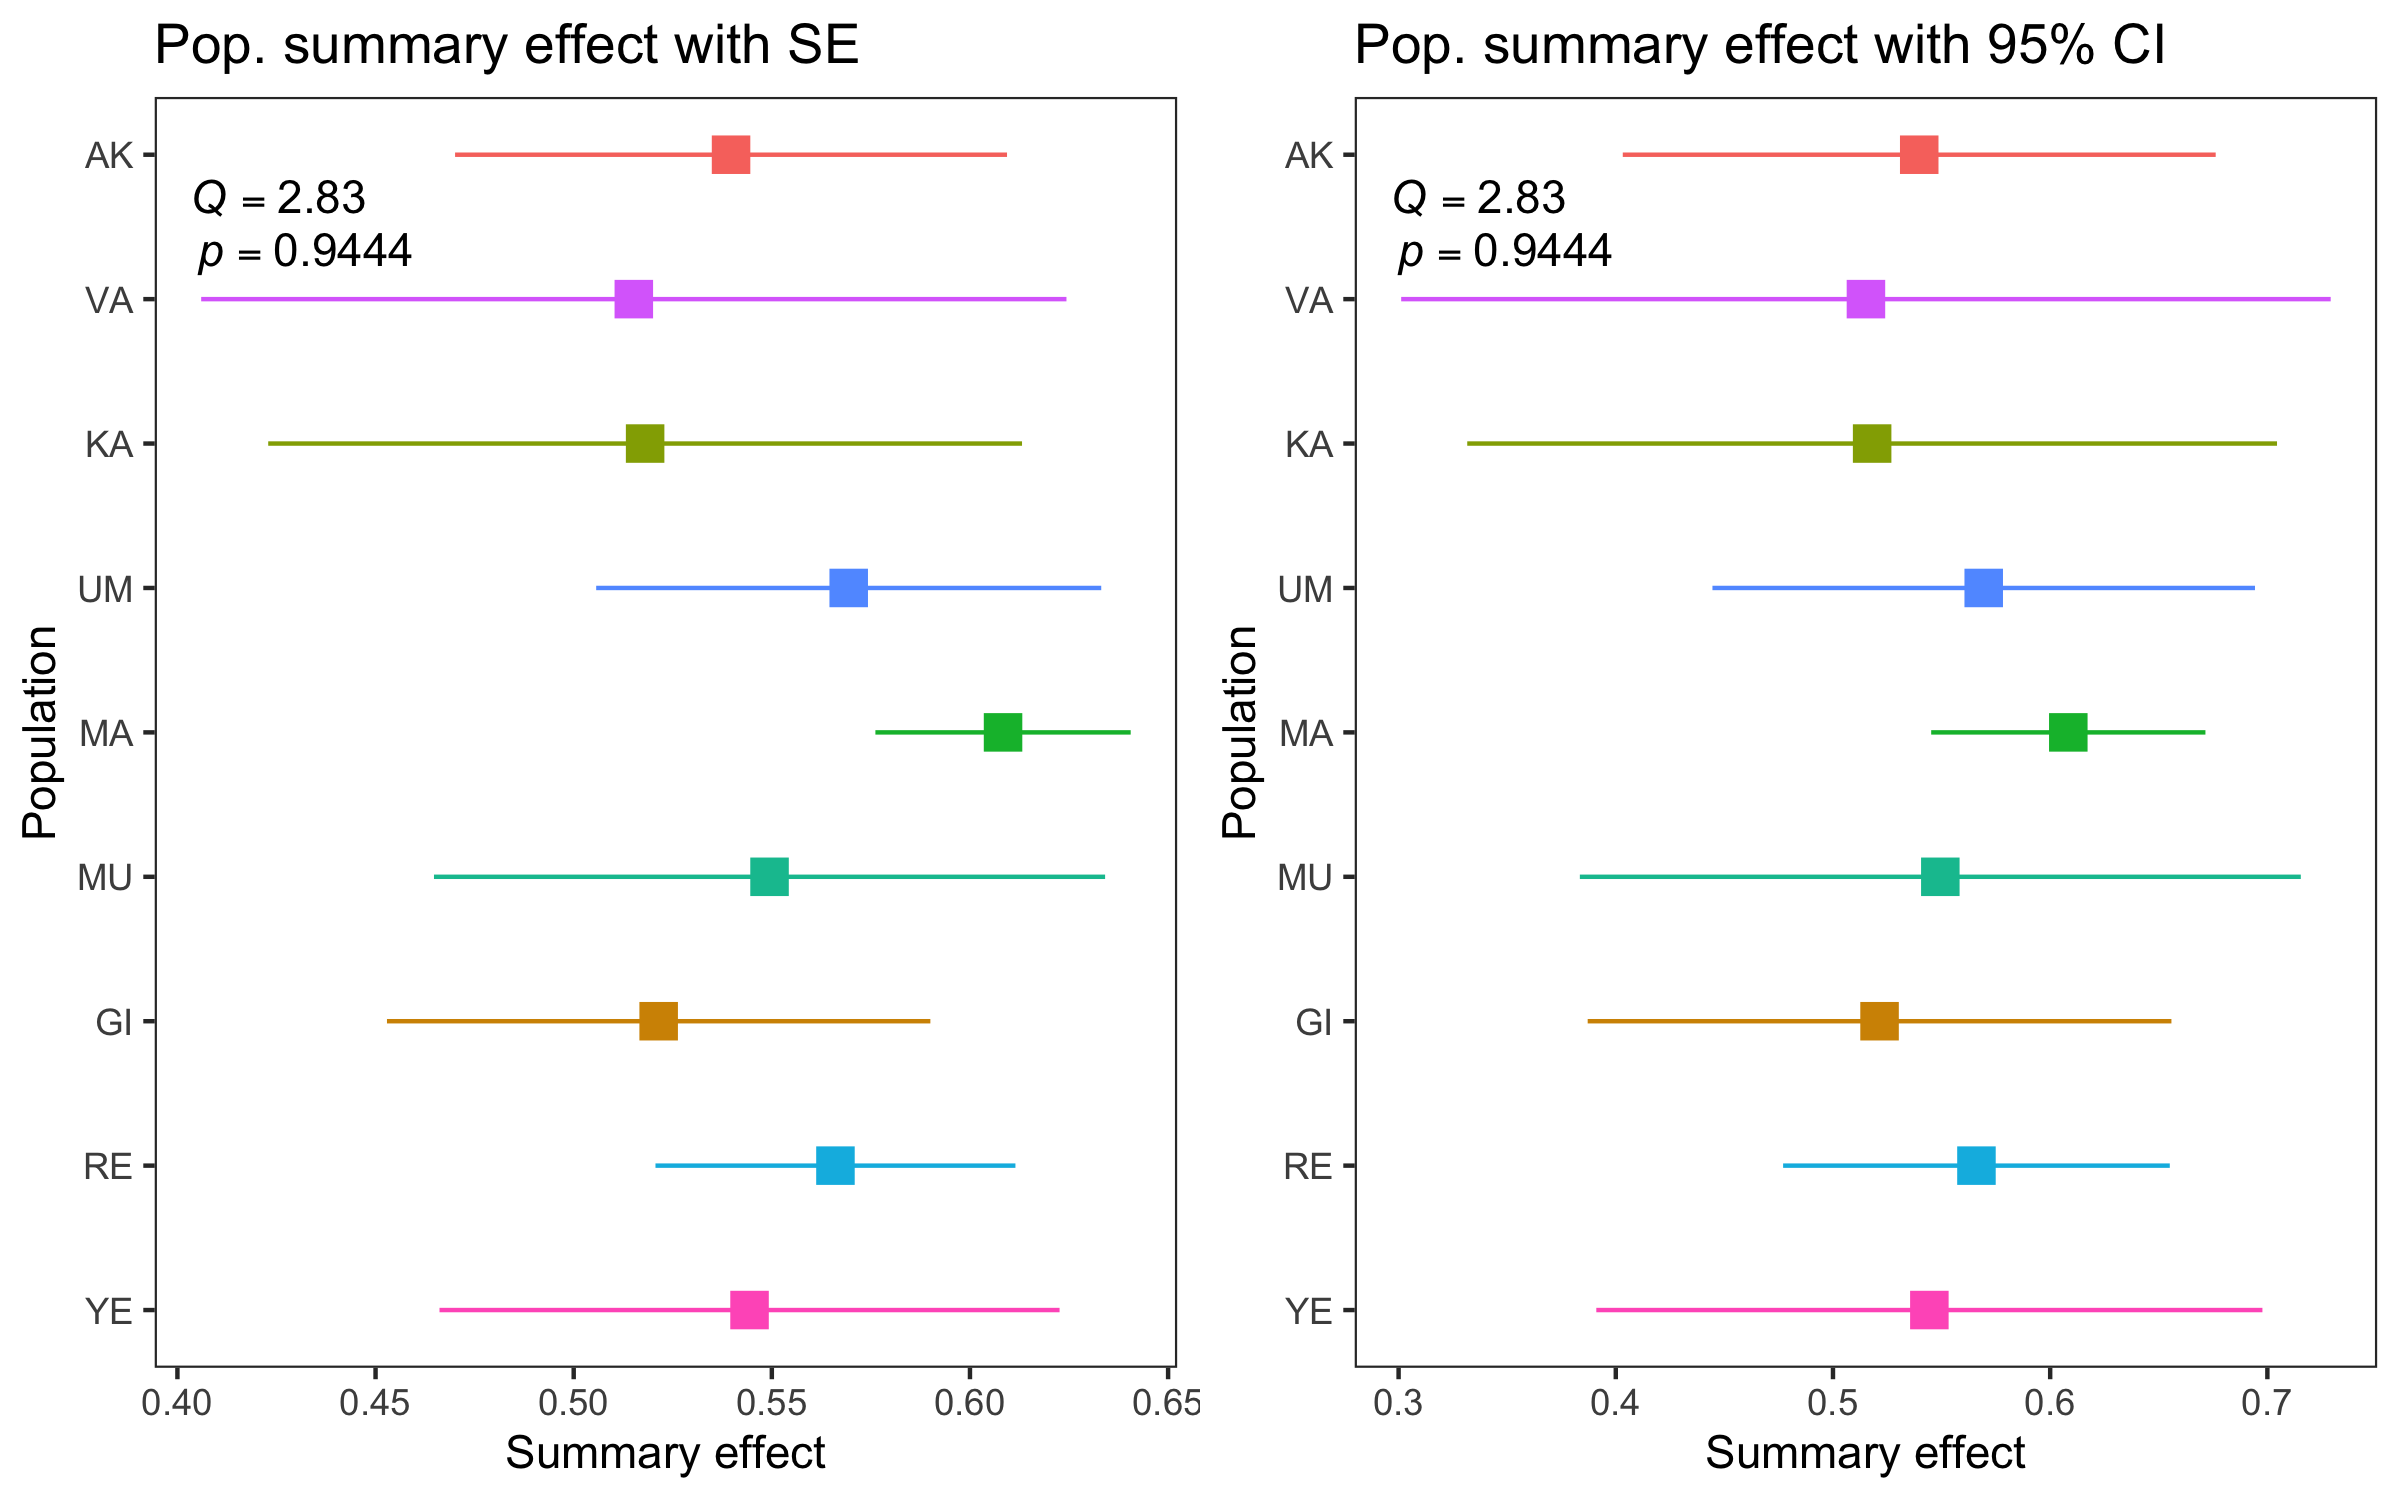 Pop. summary effect with SE
Q = 2.83
p = 0.9444
AK
VA
KA
UM
MA
MU
GI
RE
YE
Population
0.40 0.45 0.50 0.55 0.60 0.65
Summary effect
Pop. summary effect with 95% CI
Q = 2.83
p = 0.9444
AK
VA
KA
UM
MA
MU
GI
RE
YE
Population
0.3 0.4 0.5 0.6 0.7
Summary effect